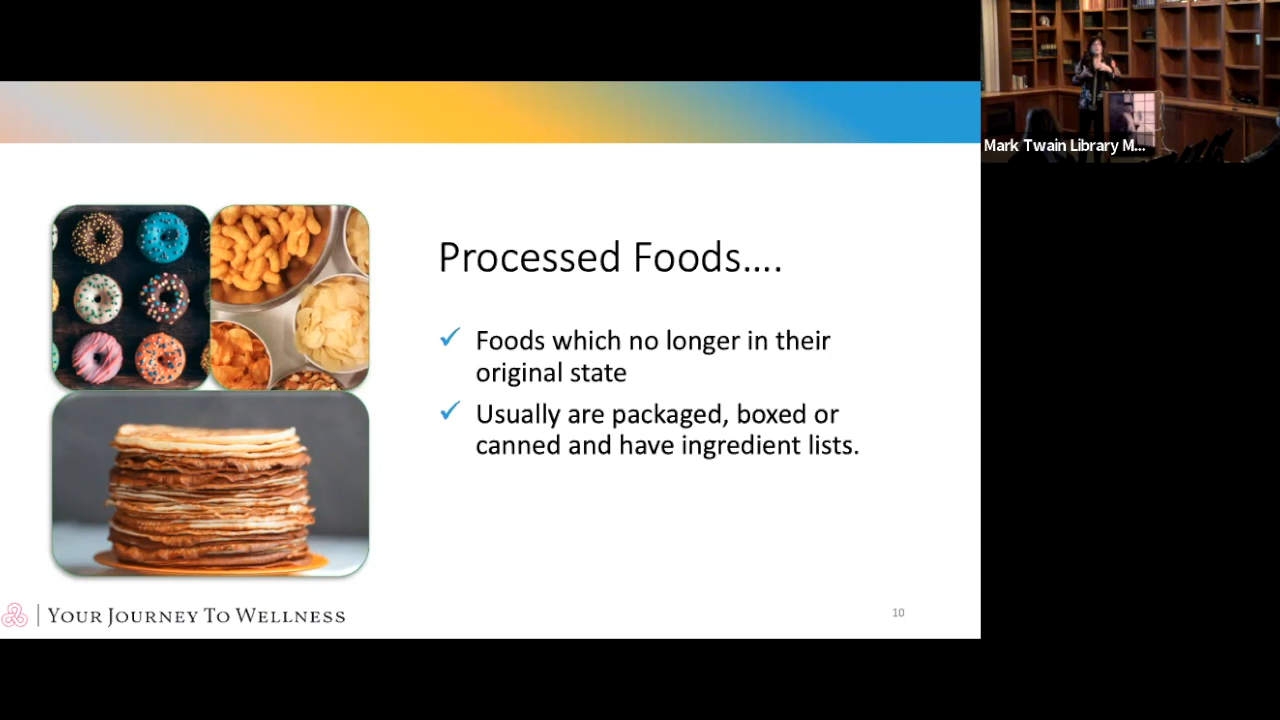 Mark Twain Library M...
Processed Foods....
✓ Foods which no longer in their
original state
✓ Usually are packaged, boxed or
canned and have ingredient lists.
YOUR JOURNEY TO WELLNESS
10